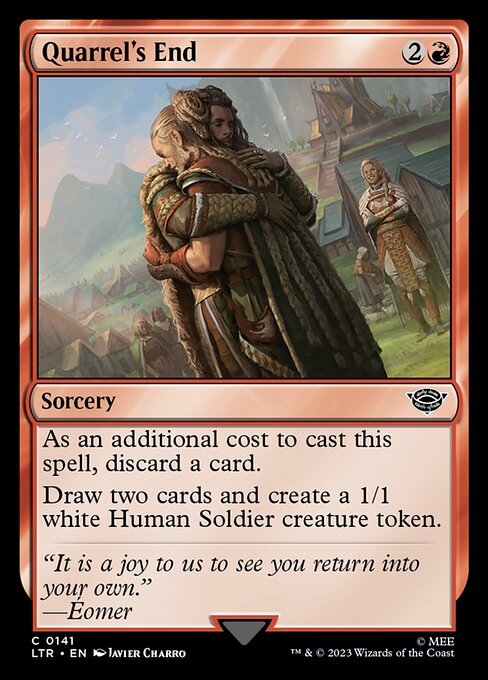 Quarrel's End
2
Sorcery
As an additional cost to cast this
spell, discard a card.
Draw two cards and create a 1/1
white Human Soldier creature token.
“It is a joy to us to see you return into
your own.”
—Éomer
C 0141
LTR • EN Javier Charro
© MEE
™ & © 2023 Wizards of the Coast